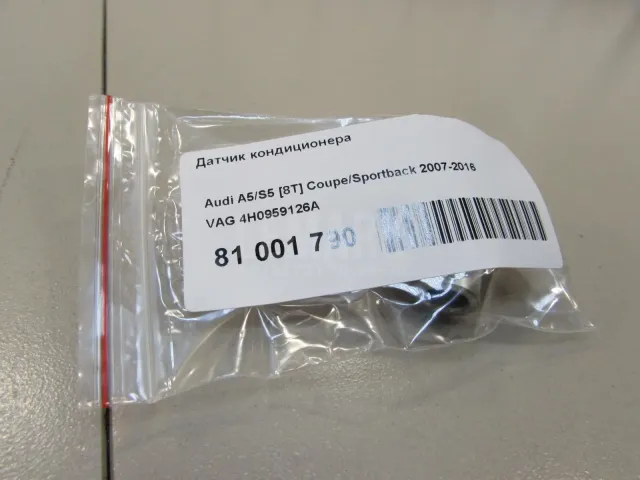 Датчик кондиционера
Audi A5/S5 [8T] Coupe/Sportback 2007-2016
VAG 4H0959126A
81 001 790